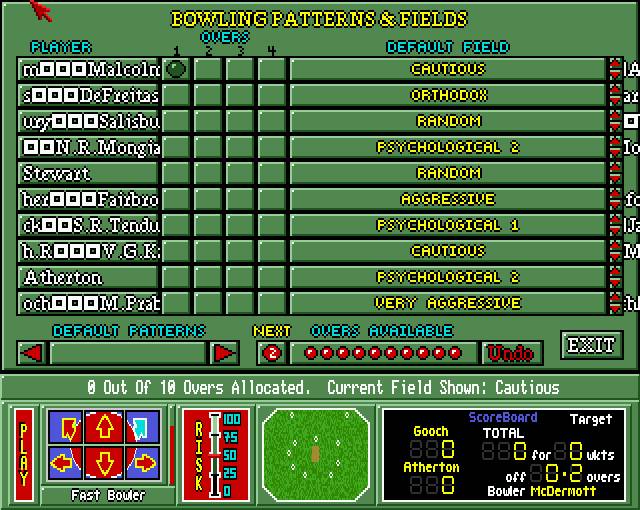 BOWLING PATTERNS & FIELDS
OVERS
PLAYER 1 2 3 4 DEFAULT FIELD
m□□□Malcolm CAUTIOUS
s□□□DeFreitas ORTHODOX
ury□□□Salisbu RANDOM
□□N.R.Mongia PSYCHOLOGICAL 2
Stewart RANDOM
her□□□Fairbro AGGRESSIVE
ck□□S.R.Tendu PSYCHOLOGICAL 1
h.R□□□V.G.K: CAUTIOUS
Atherton PSYCHOLOGICAL 2
och□□□M.Prab VERY AGGRESSIVE
DEFAULT PATTERNS NEXT OVERS AVAILABLE
2 Undo EXIT
0 Out Of 10 Overs Allocated. Current Field Shown: Cautious
PLAY
Fast Bowler
RISK
100
75
50
25
0
ScoreBoard Target
Gooch TOTAL
0 0 for 0 0 wkts
Atherton
0 off 0.2 overs
Bowler McDermott